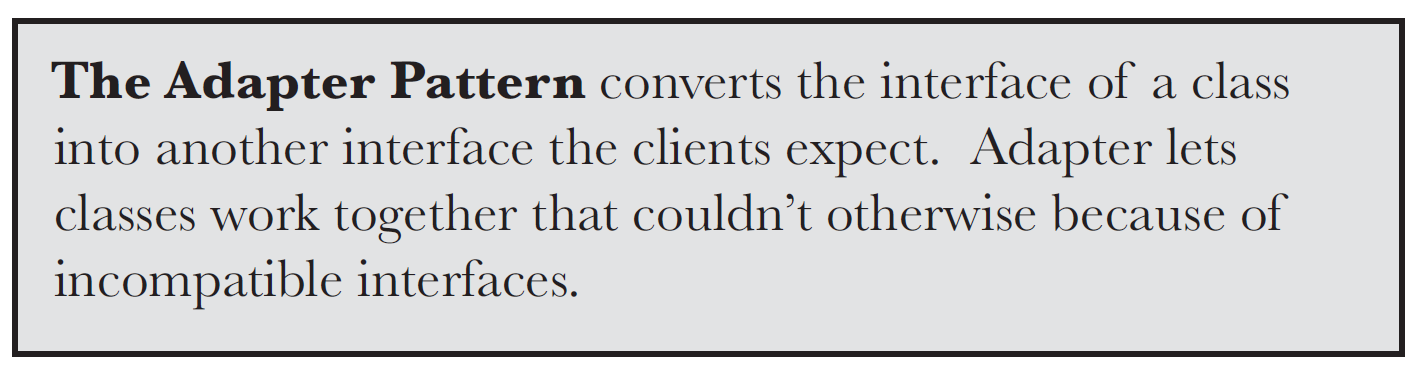 The Adapter Pattern converts the interface of a class
into another interface the clients expect.  Adapter lets
classes work together that couldn’t otherwise because of
incompatible interfaces.